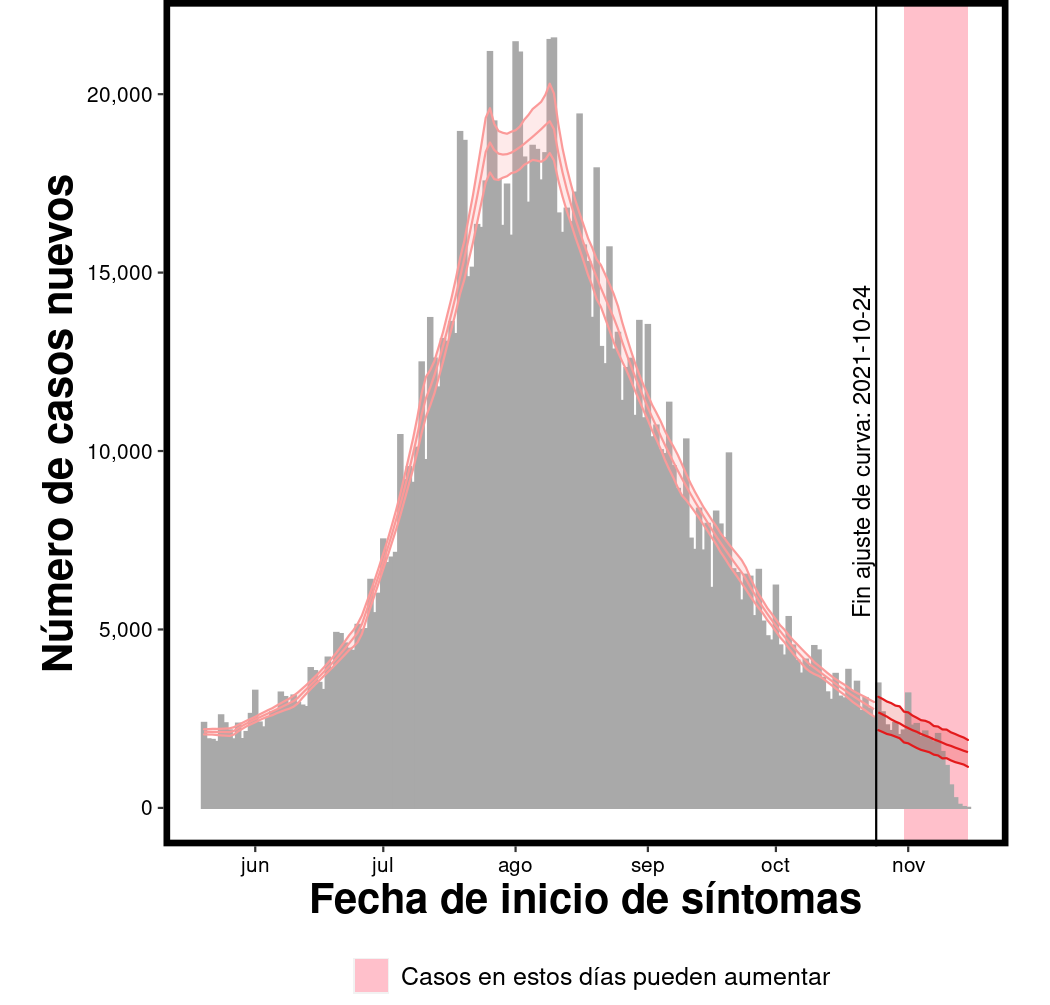 Número de casos nuevos
20,000
15,000
10,000
5,000
0
Fin ajuste de curva: 2021-10-24
jun jul ago sep oct nov
Fecha de inicio de síntomas
Casos en estos días pueden aumentar